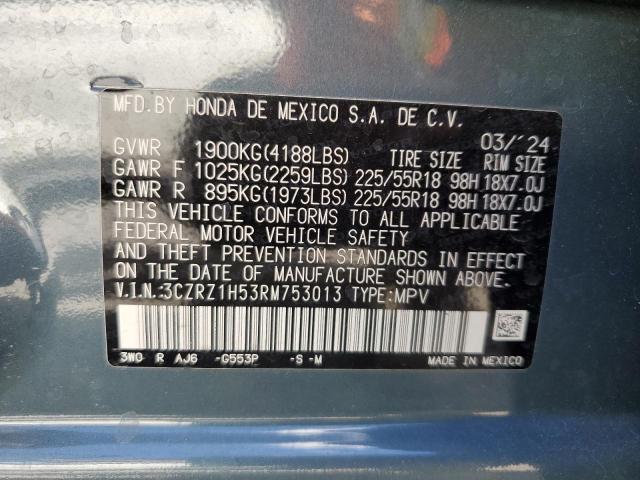 MFD.BY HONDA DE MEXICO S.A. DE C.V.
03/´24
GVWR 1900KG(4188LBS) TIRE SIZE RIM SIZE
GAWR F 1025KG(2259LBS) 225/55R18 98H 18X7.0J
GAWR R 895KG(1973LBS) 225/55R18 98H 18X7.0J
THIS VEHICLE CONFORMS TO ALL APPLICABLE
FEDERAL MOTOR VEHICLE SAFETY
AND THEFT PREVENTION STANDARDS IN EFFECT
ON THE DATE OF MANUFACTURE SHOWN ABOVE.
V.I.N.:3CZRZ1H53RM753013 TYPE:MPV
3W0 R AJ6 -G553P -S -M MADE IN MEXICO